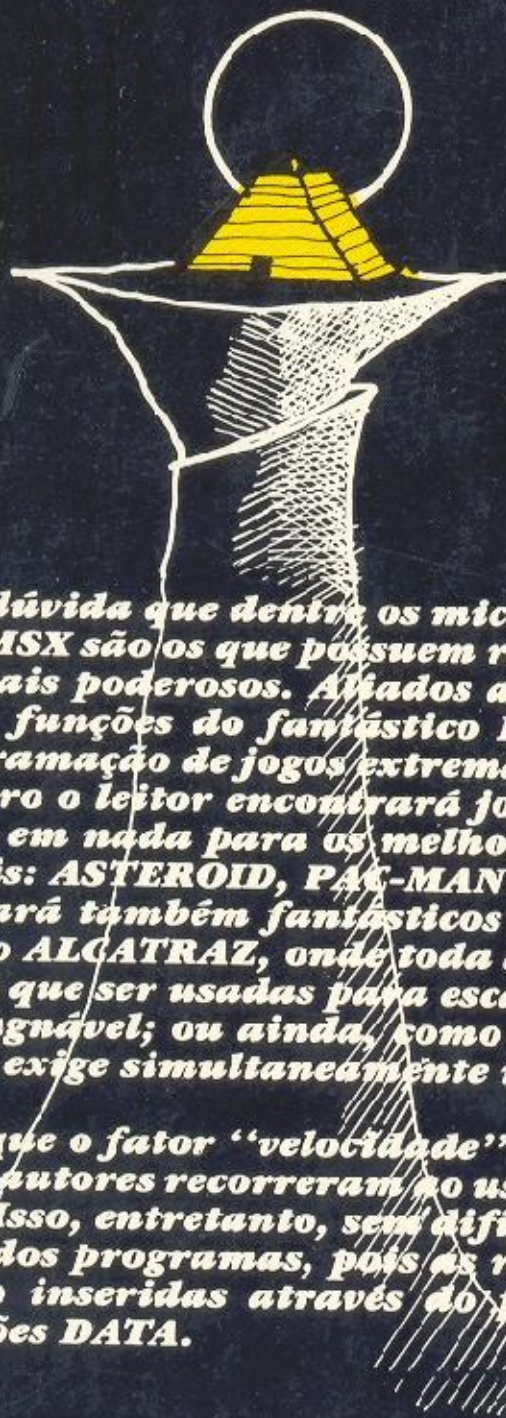 dúvida que dentre os mic
MSX são os que possuem r
ais poderosos. Aliados a
funções do fantástico
ramação de jogos extrem
ro o leitor encontrará jo
em nada para os melho
is: ASTEROID, PAC-MAN
ará também fantásticos
o ALCATRAZ, onde toda
que ser usadas para esca
gnável; ou ainda, como
exige simultaneamente
que o fator “velocidade”
autores recorreram ao us
Isso, entretanto, sem difi
dos programas, pois as r
o inseridas através do
ões DATA.